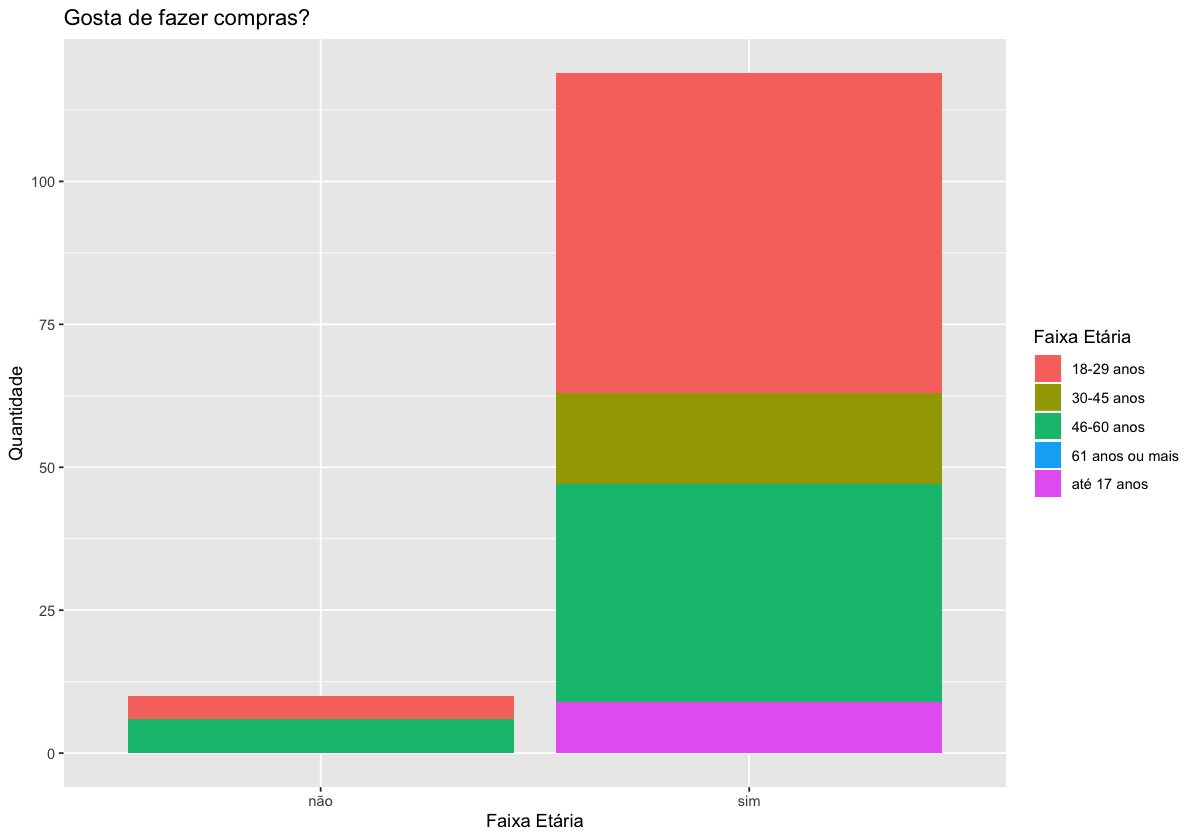 Gosta de fazer compras?
Quantidade
100
75
50
25
0
não
sim
Faixa Etária
Faixa Etária
18-29 anos
30-45 anos
46-60 anos
61 anos ou mais
até 17 anos